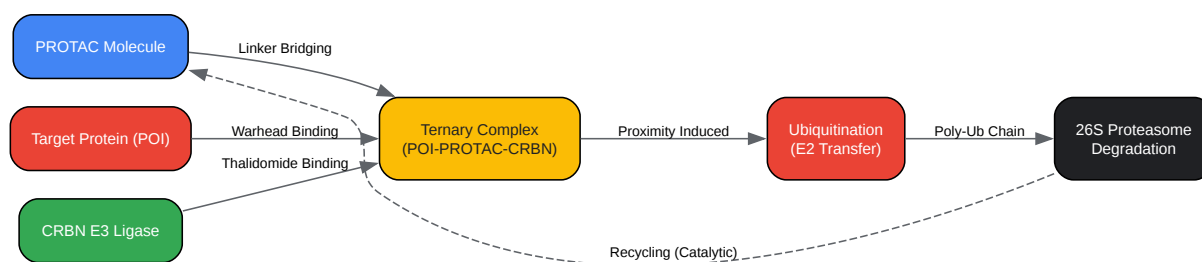 PROTAC Molecule
Linker Bridging
Target Protein (POI)
Warhead Binding
Thalidomide Binding
CRBN E3 Ligase
Ternary Complex
(POI-PROTAC-CRBN)
Proximity Induced
Ubiquitination
(E2 Transfer)
Poly-Ub Chain
26S Proteasome
Degradation
Recycling (Catalytic)